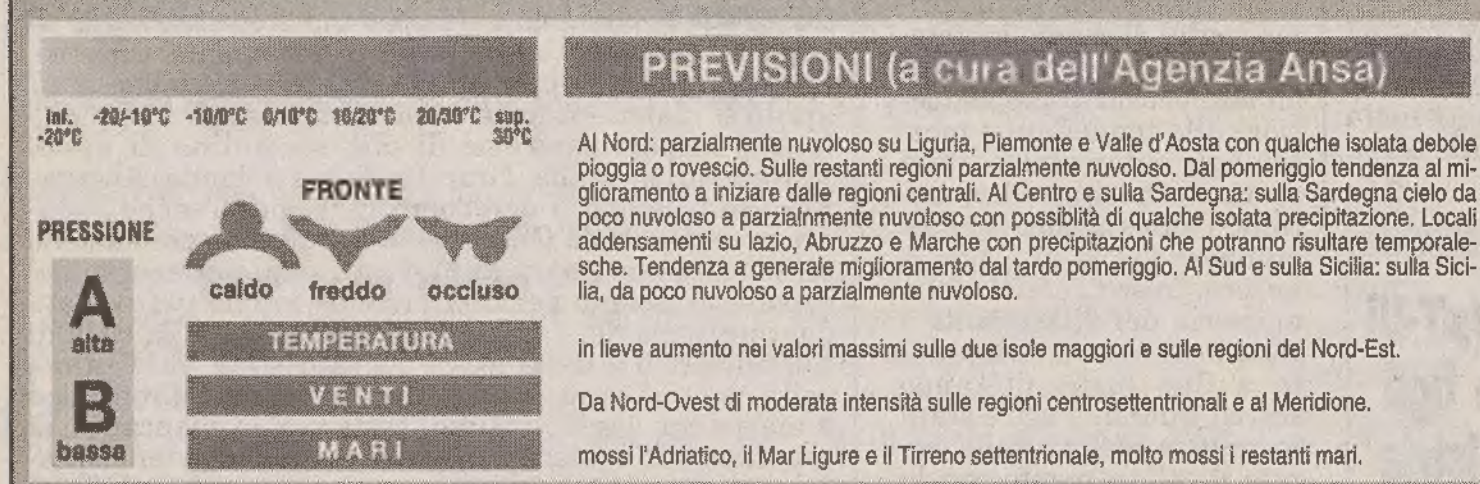 PREVISIONI (a cura dell'Agenzia Ansa)
inf. -20/-10°C -10/0°C 0/10°C 10/20°C 20/30°C sup.
-20°C 30°C
FRONTE
PRESSIONE
caldo freddo occluso
A
alta
B
bassa
Al Nord: parzialmente nuvoloso su Liguria, Piemonte e Valle d'Aosta con qualche isolata debole
pioggia o rovescio. Sulle restanti regioni parzialmente nuvoloso. Dal pomeriggio tendenza al mi-
glioramento a iniziare dalle regioni centrali. Al Centro e sulla Sardegna: sulla Sardegna cielo da
poco nuvoloso a parzialnmente nuvoloso con possiblità di qualche isolata precipitazione. Locali
addensamenti su lazio, Abruzzo e Marche con precipitazioni che potranno risultare temporale-
sche. Tendenza a generale miglioramento dal tardo pomeriggio. Al Sud e sulla Sicilia: sulla Sici-
lia, da poco nuvoloso a parzialmente nuvoloso.
TEMPERATURA
in lieve aumento nei valori massimi sulle due isole maggiori e sulle regioni del Nord-Est.
VENTI
Da Nord-Ovest di moderata intensità sulle regioni centrosettentrionali e al Meridione.
MARI
mossi l'Adriatico, il Mar Ligure e il Tirreno settentrionale, molto mossi i restanti mari.